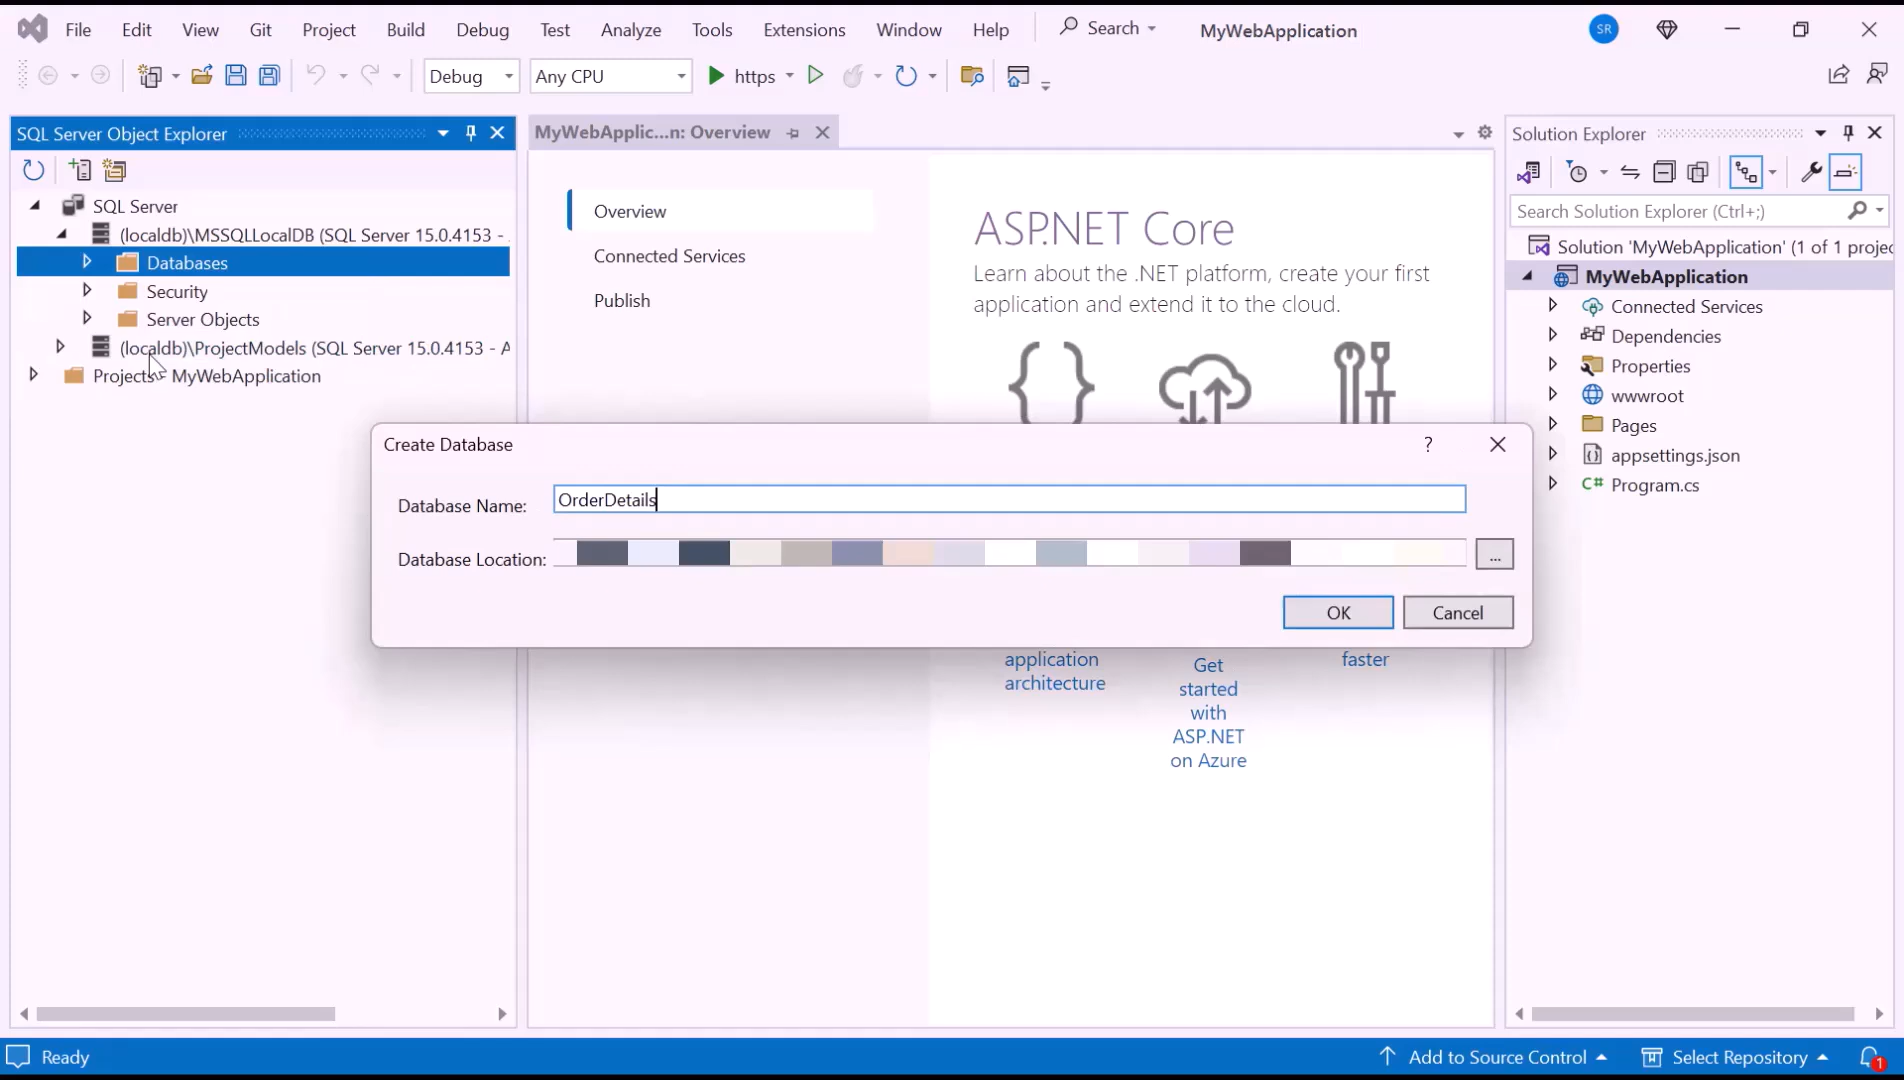 File Edit View Git Project Build Debug Test Analyze Tools Extensions Window Help Search MyWebApplication SR
Debug Any CPU https
SQL Server Object Explorer
SQL Server
(localdb)\MSSQLLocalDB (SQL Server 15.0.4153 -
Databases
Security
Server Objects
(localdb)\ProjectModels (SQL Server 15.0.4153 - A
Projects - MyWebApplication
MyWebApplic...n: Overview
Overview
Connected Services
Publish
ASP.NET Core
Learn about the .NET platform, create your first
application and extend it to the cloud.
Create Database
?
Database Name: OrderDetails
Database Location:
...
OK Cancel
application
architecture
Get
started
with
ASP.NET
on Azure
faster
Solution Explorer
Search Solution Explorer (Ctrl+;)
Solution 'MyWebApplication' (1 of 1 projec
MyWebApplication
Connected Services
Dependencies
Properties
wwwroot
Pages
appsettings.json
C# Program.cs
Ready Add to Source Control Select Repository 1